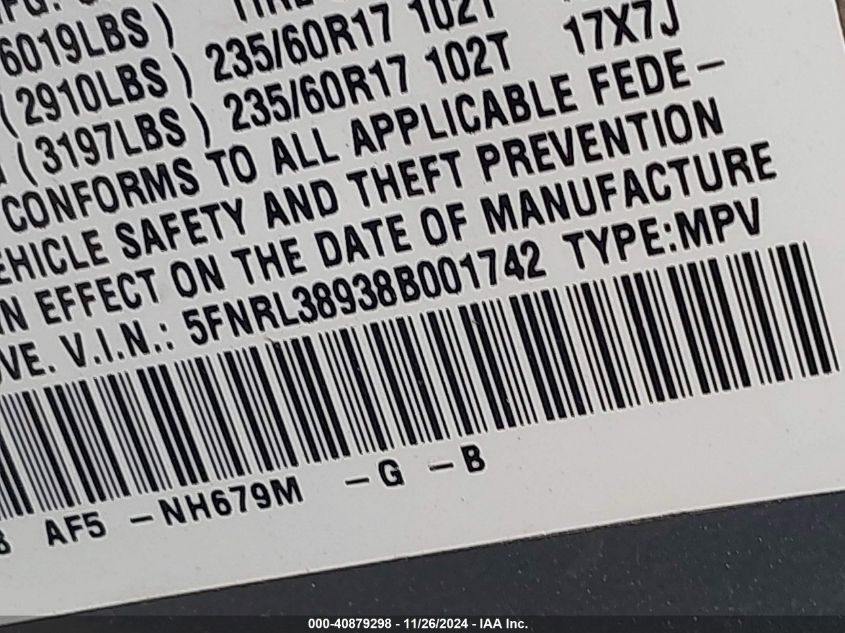 6019LBS)
(2910LBS) 235/60R17 102T
(3197LBS) 235/60R17 102T 17X7J
CONFORMS TO ALL APPLICABLE FEDE-
EHICLE SAFETY AND THEFT PREVENTION
N EFFECT ON THE DATE OF MANUFACTURE
VE. V.I.N.: 5FNRL38938B001742 TYPE:MPV
AF5 -NH679M -G -B
000-40879298 - 11/26/2024 - IAA Inc.